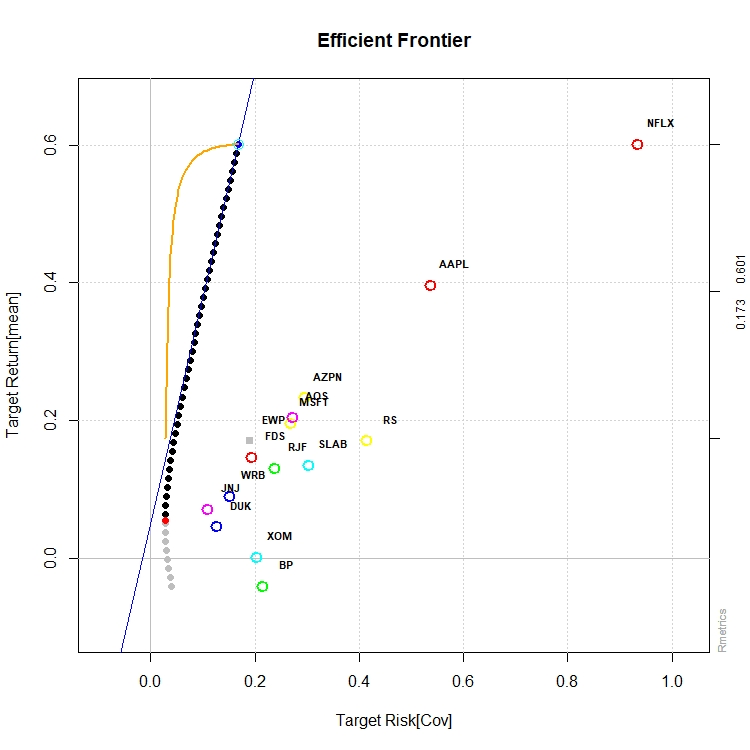 Efficient Frontier
Target Return[mean]
0.6
0.4
0.2
0.0
NFLX
AAPL
AZPN
AOS
MSFT
EWP
RS
FDS
RJF
SLAB
WRB
JNJ
DUK
XOM
BP
0.173 0.601
Rmetrics
0.0 0.2 0.4 0.6 0.8 1.0
Target Risk[Cov]